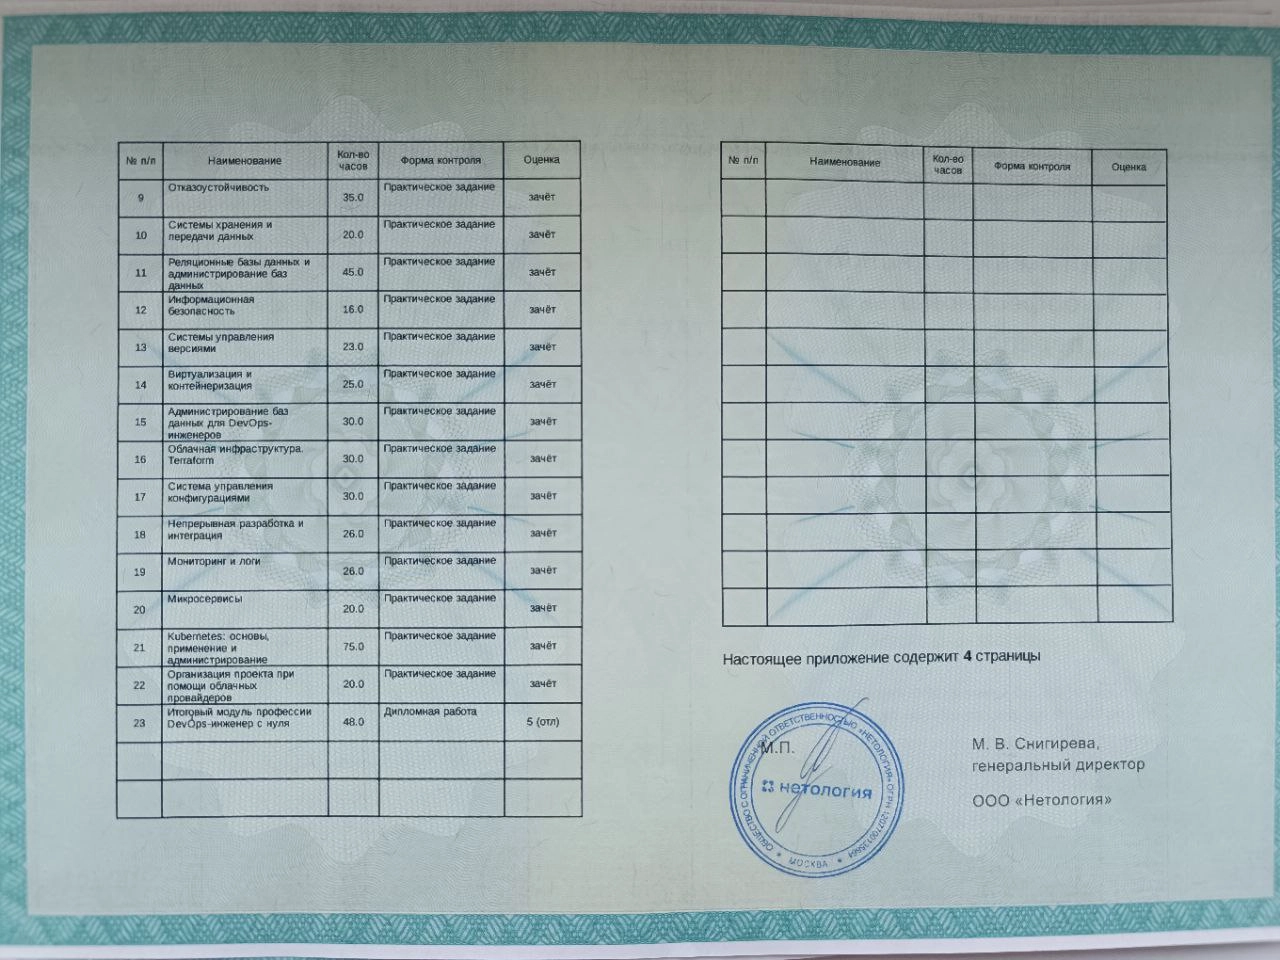 № п/п Наименование Кол-во часов Форма контроля Оценка
9 Отказоустойчивость 35.0 Практическое задание зачёт
10 Системы хранения и передачи данных 20.0 Практическое задание зачёт
11 Реляционные базы данных и администрирование баз данных 45.0 Практическое задание зачёт
12 Информационная безопасность 16.0 Практическое задание зачёт
13 Системы управления версиями 23.0 Практическое задание зачёт
14 Виртуализация и контейнеризация 25.0 Практическое задание зачёт
15 Администрирование баз данных для DevOps-инженеров 30.0 Практическое задание зачёт
16 Облачная инфраструктура. Terraform 30.0 Практическое задание зачёт
17 Система управления конфигурациями 30.0 Практическое задание зачёт
18 Непрерывная разработка и интеграция 26.0 Практическое задание зачёт
19 Мониторинг и логи 26.0 Практическое задание зачёт
20 Микросервисы 20.0 Практическое задание зачёт
21 Kubernetes: основы, применение и администрирование 75.0 Практическое задание зачёт
22 Организация проекта при помощи облачных провайдеров 20.0 Практическое задание зачёт
23 Итоговый модуль профессии DevOps-инженер с нуля 48.0 Дипломная работа 5 (отл)
№ п/п Наименование Кол-во часов Форма контроля Оценка
Настоящее приложение содержит 4 страницы
М.П.
ОБЩЕСТВО С ОГРАНИЧЕННОЙ ОТВЕТСТВЕННОСТЬЮ «НЕТОЛОГИЯ» ОГРН
нетология
МОСКВА
М. В. Снигирева,
генеральный директор
ООО «Нетология»